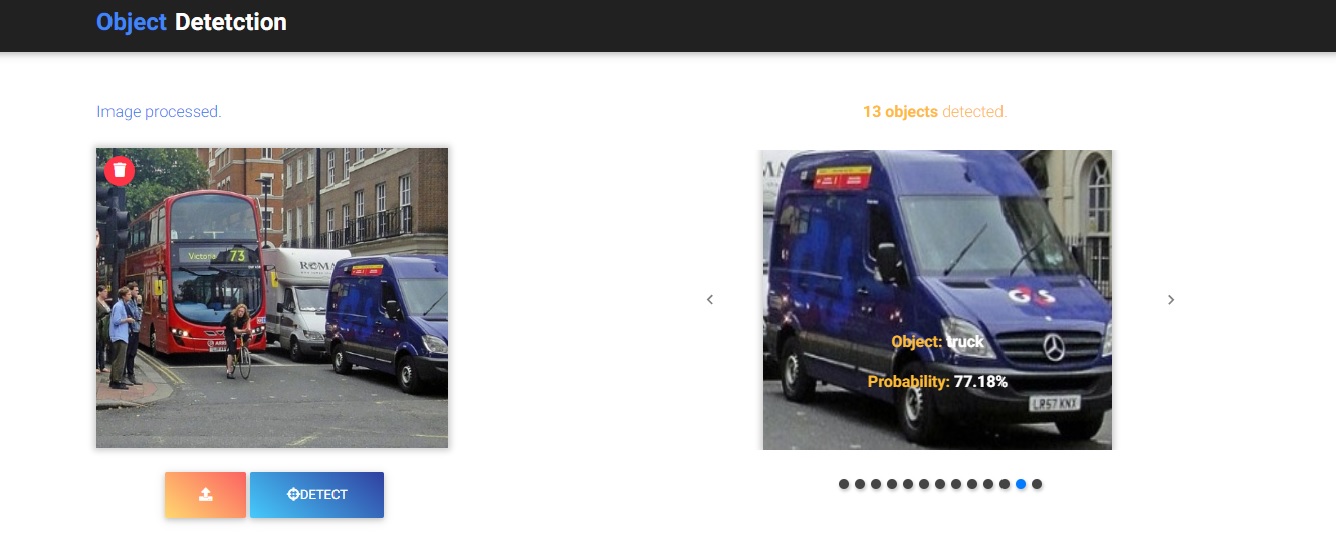 Object Detetction
Image processed.
13 objects detected.
Victoria 73
ROMA
G4S
Object: truck
Probability: 77.18%
LR57 KNX
DETECT